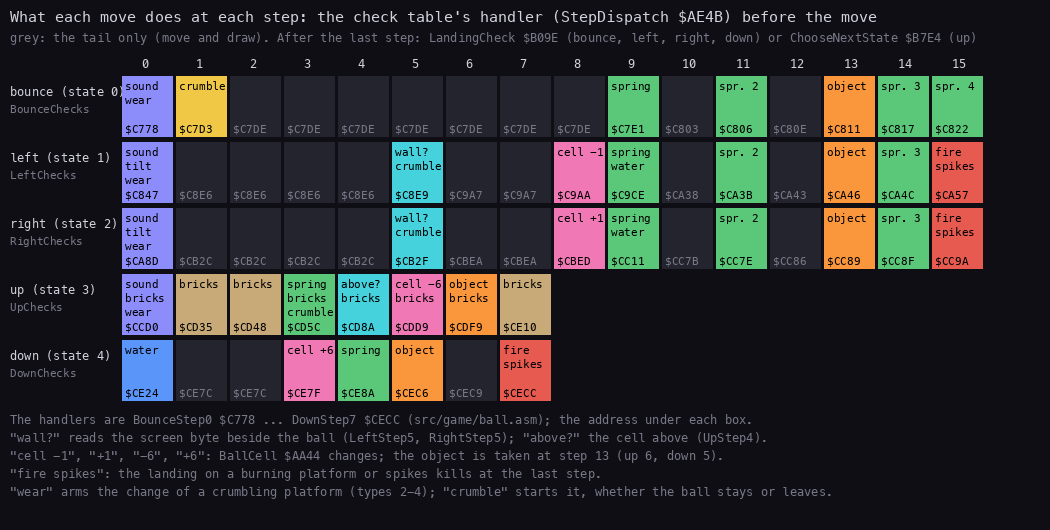 What each move does at each step: the check table's handler (StepDispatch $AE4B) before the move
grey: the tail only (move and draw). After the last step: LandingCheck $B09E (bounce, left, right, down) or ChooseNextState $B7E4 (up)
0 1 2 3 4 5 6 7 8 9 10 11 12 13 14 15
bounce (state 0) sound crumble spring spr. 2 object spr. 3 spr. 4
BounceChecks wear
$C778 $C7D3 $C7DE $C7DE $C7DE $C7DE $C7DE $C7DE $C7DE $C7E1 $C803 $C806 $C80E $C811 $C817 $C822
left (state 1) sound wall? cell −1 spring spr. 2 object spr. 3 fire
LeftChecks tilt crumble water spikes
wear
$C847 $C8E6 $C8E6 $C8E6 $C8E6 $C8E9 $C9A7 $C9A7 $C9AA $C9CE $CA38 $CA3B $CA43 $CA46 $CA4C $CA57
right (state 2) sound wall? cell +1 spring spr. 2 object spr. 3 fire
RightChecks tilt crumble water spikes
wear
$CA8D $CB2C $CB2C $CB2C $CB2C $CB2F $CBEA $CBEA $CBED $CC11 $CC7B $CC7E $CC86 $CC89 $CC8F $CC9A
up (state 3) sound bricks bricks spring above? cell −6 object bricks
UpChecks bricks bricks bricks bricks bricks
wear crumble
$CCD0 $CD35 $CD48 $CD5C $CD8A $CDD9 $CDF9 $CE10
down (state 4) water cell +6 spring object fire
DownChecks spikes
$CE24 $CE7C $CE7C $CE7F $CE8A $CEC6 $CEC9 $CECC
The handlers are BounceStep0 $C778 ... DownStep7 $CECC (src/game/ball.asm); the address under each box.
"wall?" reads the screen byte beside the ball (LeftStep5, RightStep5); "above?" the cell above (UpStep4).
"cell −1", "+1", "−6", "+6": BallCell $AA44 changes; the object is taken at step 13 (up 6, down 5).
"fire spikes": the landing on a burning platform or spikes kills at the last step.
"wear" arms the change of a crumbling platform (types 2–4); "crumble" starts it, whether the ball stays or leaves.